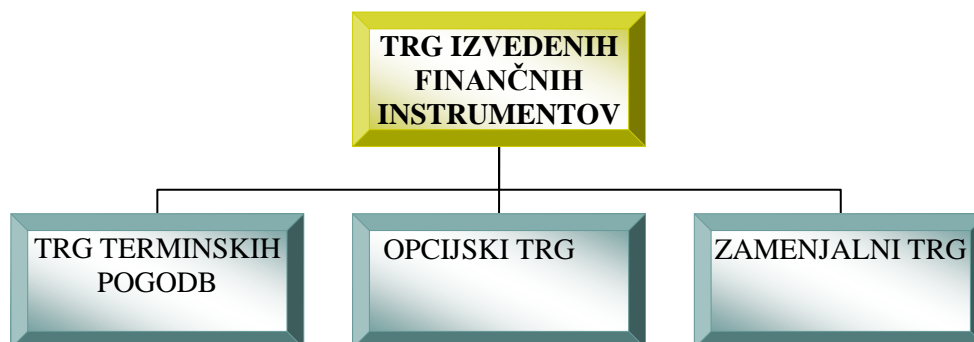 TRG IZVEDENIH
FINANČNIH
INSTRUMENTOV
TRG TERMINSKIH
POGODB
OPCIJSKI TRG
ZAMENJALNI TRG